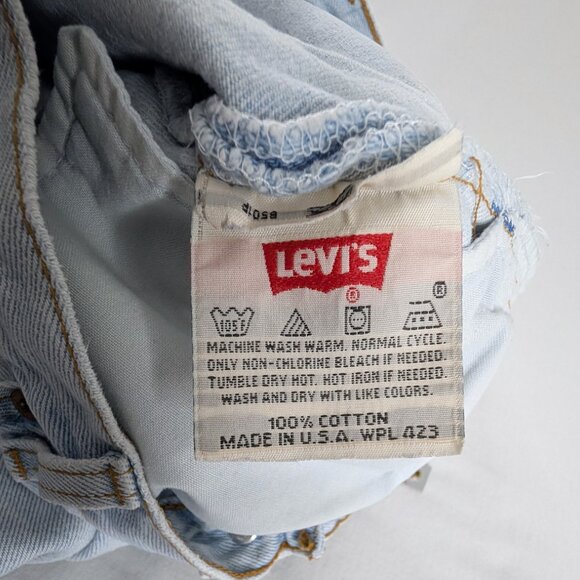 Levi's
®
®
105°
MACHINE WASH WARM. NORMAL CYCLE.
ONLY NON-CHLORINE BLEACH IF NEEDED.
TUMBLE DRY HOT. HOT IRON IF NEEDED.
WASH AND DRY WITH LIKE COLORS.
100% COTTON
MADE IN U.S.A. WPL 423